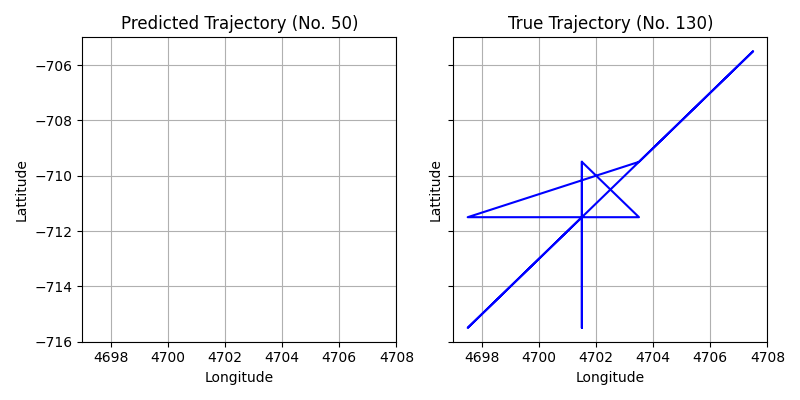 Predicted Trajectory (No. 50)
True Trajectory (No. 130)
−706
−708
−710
−712
−714
−716
Lattitude
Lattitude
4698 4700 4702 4704 4706 4708
4698 4700 4702 4704 4706 4708
Longitude
Longitude